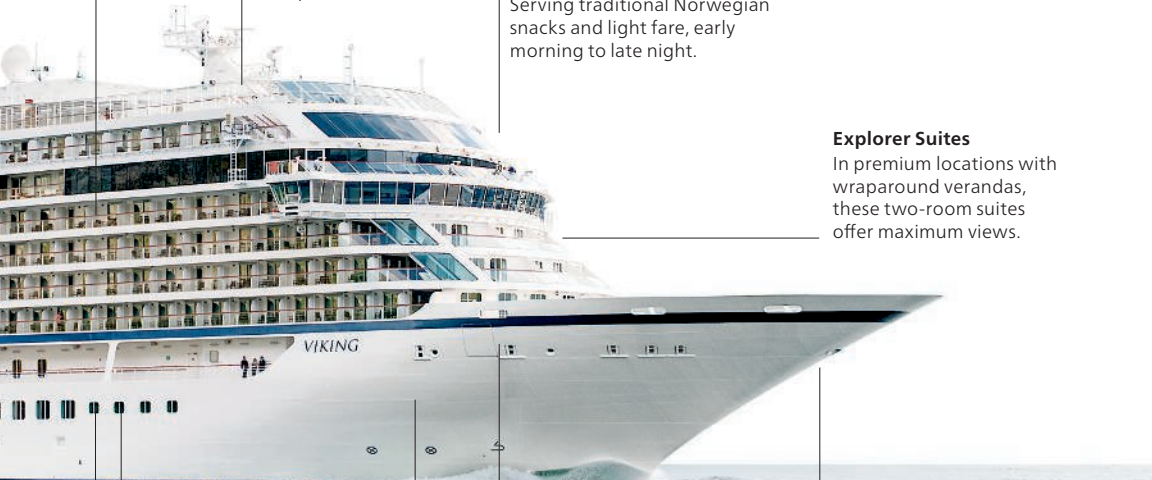 Serving traditional Norwegian
snacks and light fare, early
morning to late night.
Explorer Suites
In premium locations with
wraparound verandas,
these two-room suites
offer maximum views.
VIKING